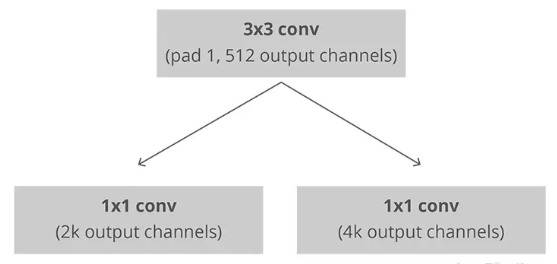 3x3 conv
(pad 1, 512 output channels)
1x1 conv
(2k output channels)
1x1 conv
(4k output channels)